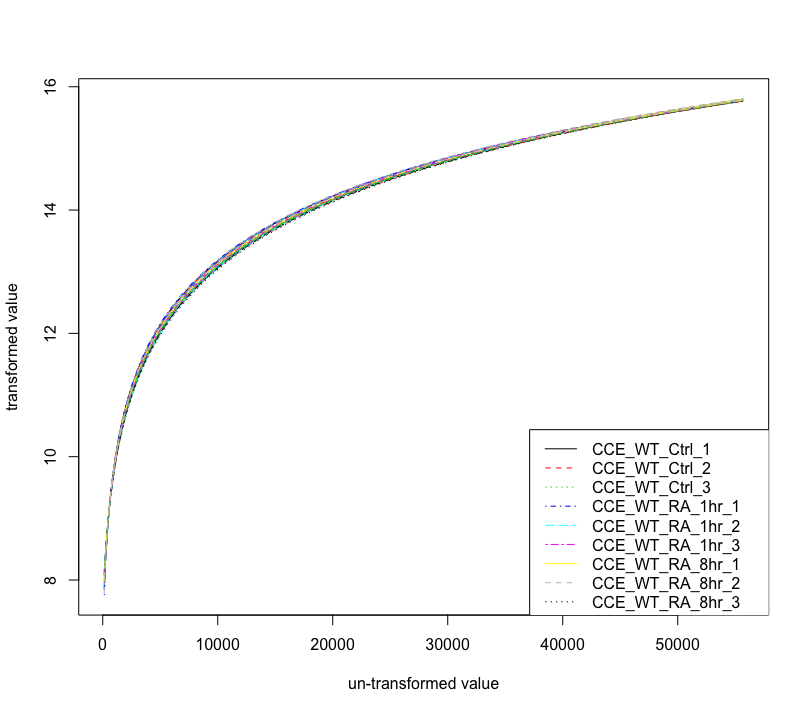 16
14
12
10
8
transformed value
CCE_WT_Ctrl_1
CCE_WT_Ctrl_2
CCE_WT_Ctrl_3
CCE_WT_RA_1hr_1
CCE_WT_RA_1hr_2
CCE_WT_RA_1hr_3
CCE_WT_RA_8hr_1
CCE_WT_RA_8hr_2
CCE_WT_RA_8hr_3
0 10000 20000 30000 40000 50000
un-transformed value